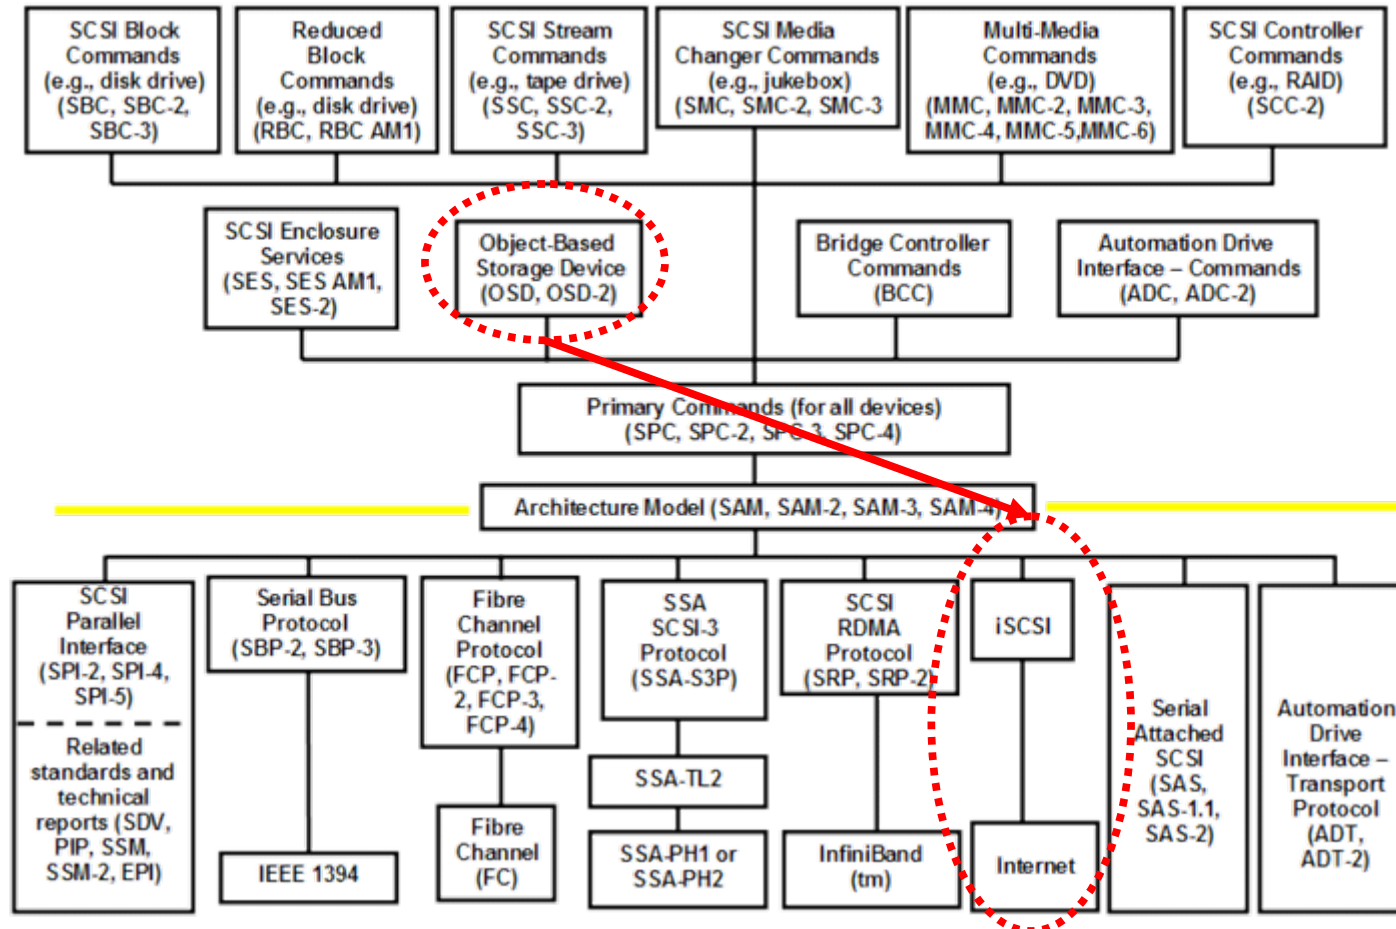 SCSI Block
Commands
(e.g., disk drive)
(SBC, SBC-2,
SBC-3)
Reduced
Block
Commands
(e.g., disk drive)
(RBC, RBC AM1)
SCSI Stream
Commands
(e.g., tape drive)
(SSC, SSC-2,
SSC-3)
SCSI Media
Changer Commands
(e.g., jukebox)
(SMC, SMC-2, SMC-3
Multi-Media
Commands
(e.g., DVD)
(MMC, MMC-2, MMC-3,
MMC-4, MMC-5,MMC-6)
SCSI Controller
Commands
(e.g., RAID)
(SCC-2)
SCSI Enclosure
Services
(SES, SES AM1,
SES-2)
Object-Based
Storage Device
(OSD, OSD-2)
Bridge Controller
Commands
(BCC)
Automation Drive
Interface – Commands
(ADC, ADC-2)
Primary Commands (for all devices)
(SPC, SPC-2, SPC-3, SPC-4)
Architecture Model (SAM, SAM-2, SAM-3, SAM-4)
SCSI
Parallel
Interface
(SPI-2, SPI-4,
SPI-5)
Related
standards and
technical
reports (SDV,
PIP, SSM,
SSM-2, EPI)
Serial Bus
Protocol
(SBP-2, SBP-3)
IEEE 1394
Fibre
Channel
Protocol
(FCP, FCP-
2, FCP-3,
FCP-4)
Fibre
Channel
(FC)
SSA
SCSI-3
Protocol
(SSA-S3P)
SSA-TL2
SSA-PH1 or
SSA-PH2
SCSI
RDMA
Protocol
(SRP, SRP-2)
InfiniBand
(tm)
iSCSI
Internet
Serial
Attached
SCSI
(SAS,
SAS-1.1,
SAS-2)
Automation
Drive
Interface –
Transport
Protocol
(ADT,
ADT-2)